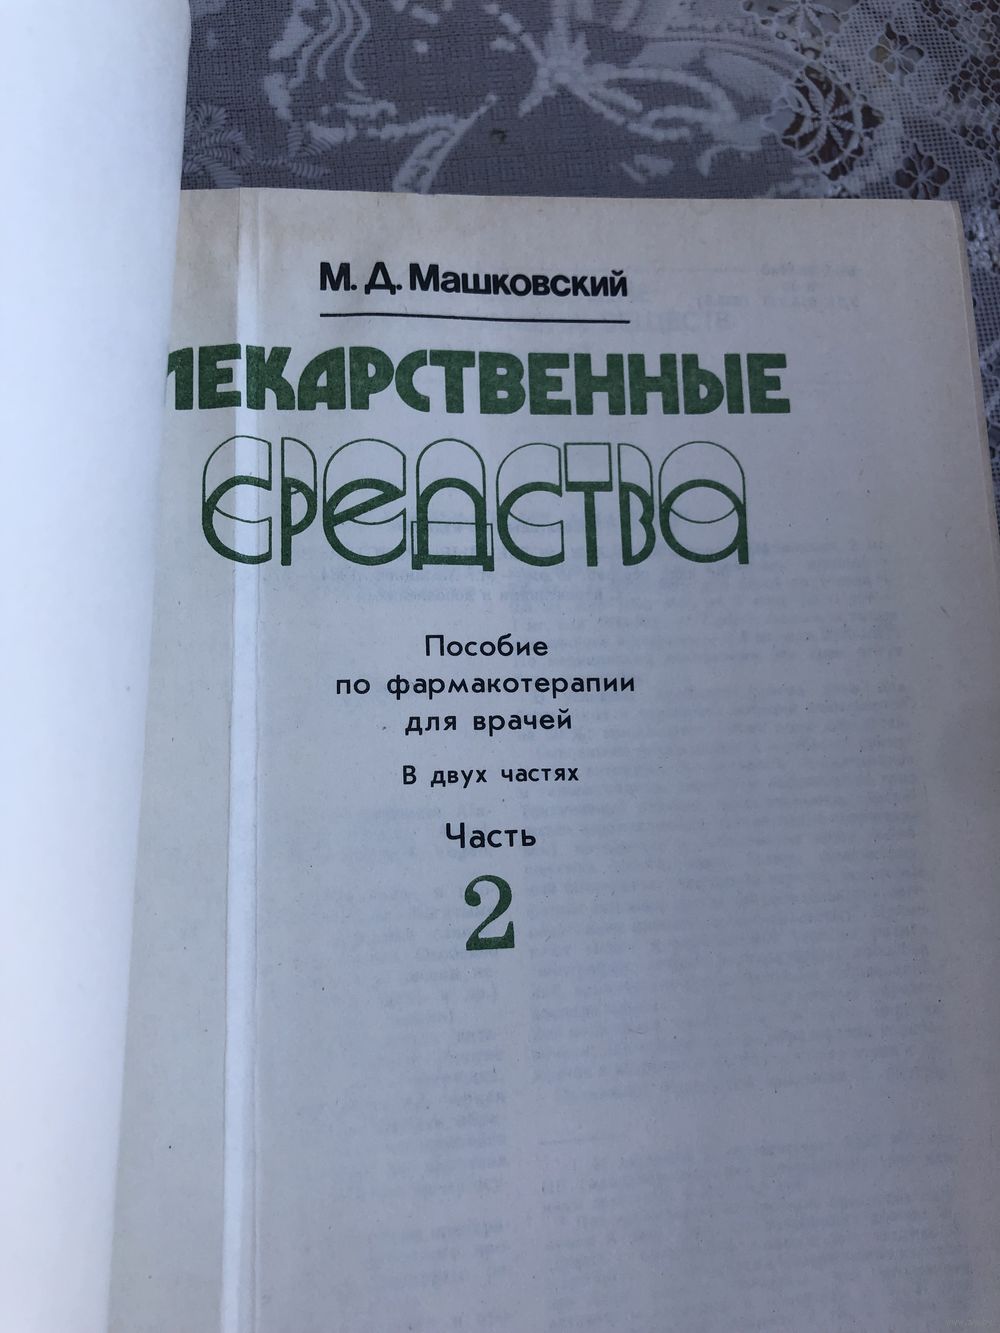 М. Д. Машковский
ЛЕКАРСТВЕННЫЕ
СРЕДСТВА
Пособие
по фармакотерапии
для врачей
В двух частях
Часть
2